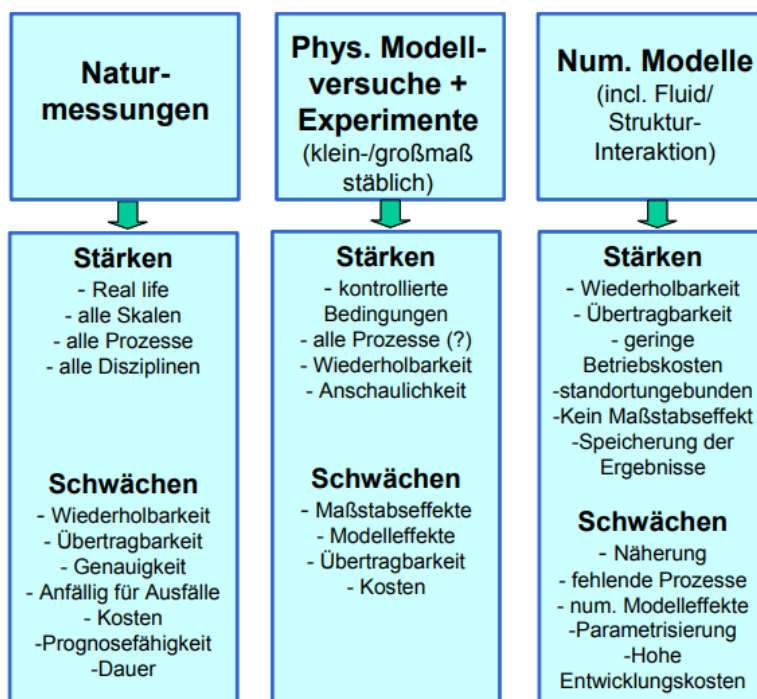 Natur-
messungen
Stärken
- Real life
- alle Skalen
- alle Prozesse
- alle Disziplinen
Schwächen
- Wiederholbarkeit
- Übertragbarkeit
- Genauigkeit
- Anfällig für Ausfälle
- Kosten
-Prognosefähigkeit
-Dauer
Phys. Modell-
versuche +
Experimente
(klein-/großmaß
stäblich)
Stärken
- kontrollierte
Bedingungen
- alle Prozesse (?)
- Wiederholbarkeit
- Anschaulichkeit
Schwächen
- Maßstabseffekte
- Modelleffekte
- Übertragbarkeit
- Kosten
Num. Modelle
(incl. Fluid/
Struktur-
Interaktion)
Stärken
- Wiederholbarkeit
- Übertragbarkeit
- geringe
Betriebskosten
-standortungebunden
-Kein Maßstabseffekt
-Speicherung der
Ergebnisse
Schwächen
- Näherung
- fehlende Prozesse
- num. Modelleffekte
-Parametrisierung
-Hohe
Entwicklungskosten